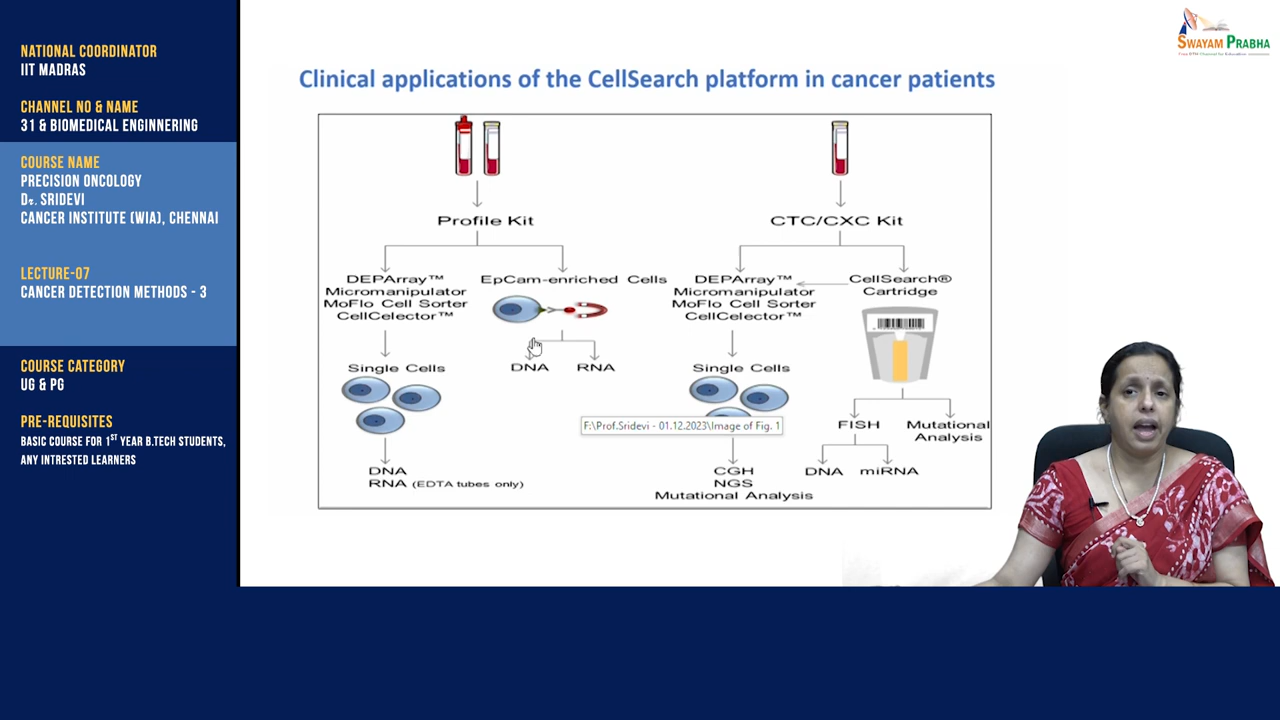 NATIONAL COORDINATOR
IIT MADRAS
CHANNEL NO & NAME
31 & BIOMEDICAL ENGINNERING
COURSE NAME
PRECISION ONCOLOGY
Dr. SRIDEVI
CANCER INSTITUTE (WIA), CHENNAI
LECTURE-07
CANCER DETECTION METHODS - 3
COURSE CATEGORY
UG & PG
PRE-REQUISITES
BASIC COURSE FOR 1ST YEAR B.TECH STUDENTS,
ANY INTRESTED LEARNERS
SWAYAM PRABHA
Clinical applications of the CellSearch platform in cancer patients
Profile Kit
DEPArray™
Micromanipulator
MoFlo Cell Sorter
CellCelector™
EpCam-enriched Cells
Single Cells
DNA
RNA
DNA
RNA (EDTA tubes only)
CTC/CXC Kit
DEPArray™
Micromanipulator
MoFlo Cell Sorter
CellCelector™
CellSearch®
Cartridge
Single Cells
F:\Prof.Sridevi - 01.12.2023\Image of Fig. 1
CGH
NGS
Mutational Analysis
FISH
Mutational
Analysis
DNA
miRNA